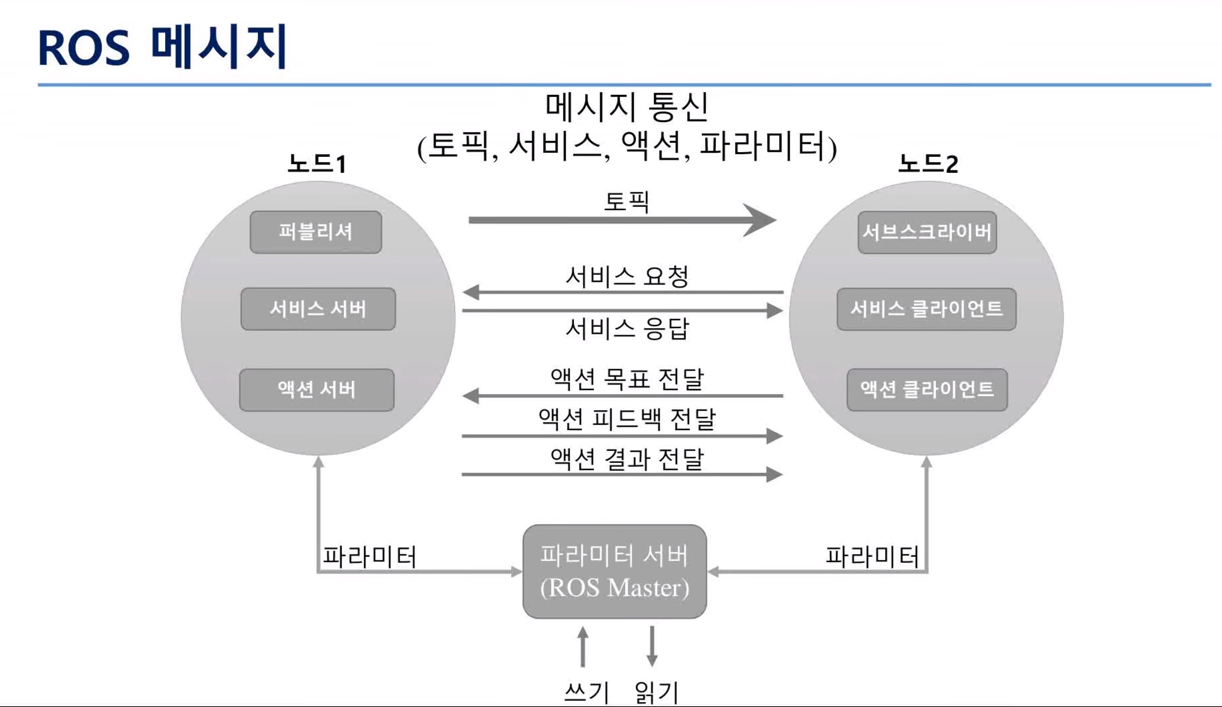 ROS 메시지
메시지 통신
(토픽, 서비스, 액션, 파라미터)
노드1
노드2
퍼블리셔
토픽
서브스크라이버
서비스 요청
서비스 서버
서비스 클라이언트
서비스 응답
액션 목표 전달
액션 서버
액션 클라이언트
액션 피드백 전달
액션 결과 전달
파라미터
파라미터 서버
(ROS Master)
파라미터
쓰기
읽기